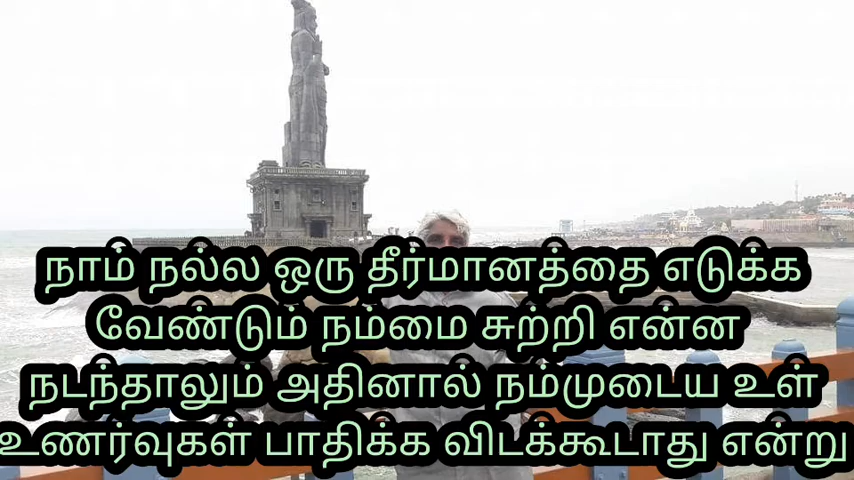 நாம் நல்ல ஒரு தீர்மானத்தை எடுக்க
வேண்டும் நம்மை சுற்றி என்ன
நடந்தாலும் அதினால் நம்முடைய உள்
உணர்வுகள் பாதிக்க விடக்கூடாது என்று